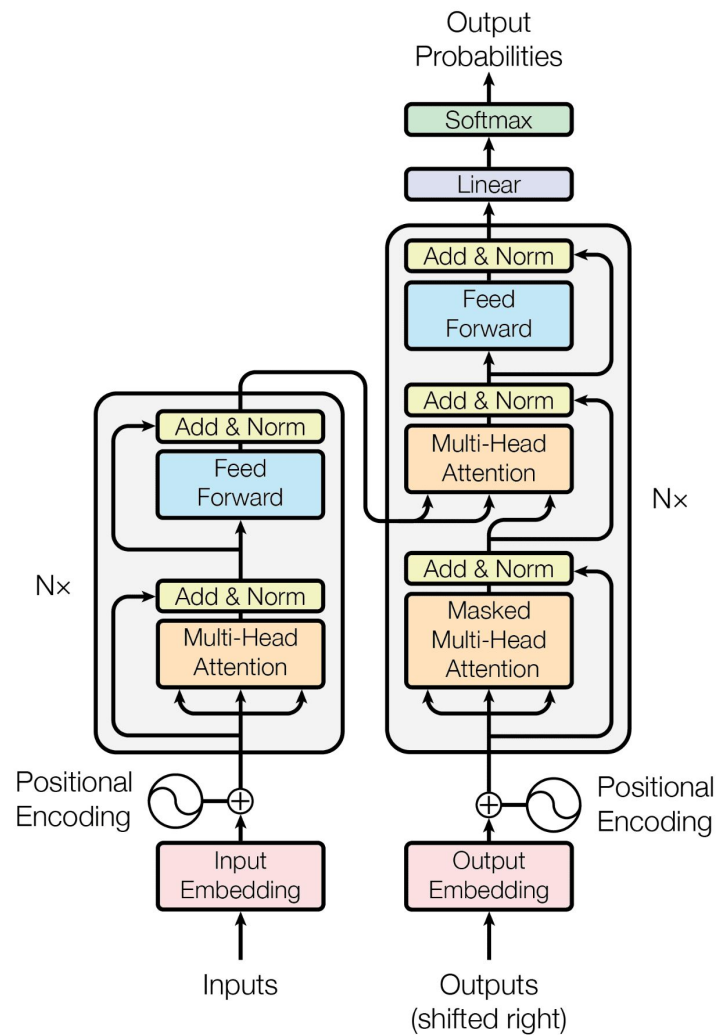 Output
Probabilities
Softmax
Linear
Add & Norm
Feed
Forward
Add & Norm
Multi-Head
Attention
Nx
Add & Norm
Masked
Multi-Head
Attention
Add & Norm
Feed
Forward
Nx
Add & Norm
Multi-Head
Attention
Positional
Encoding
Positional
Encoding
Input
Embedding
Output
Embedding
Inputs
Outputs
(shifted right)